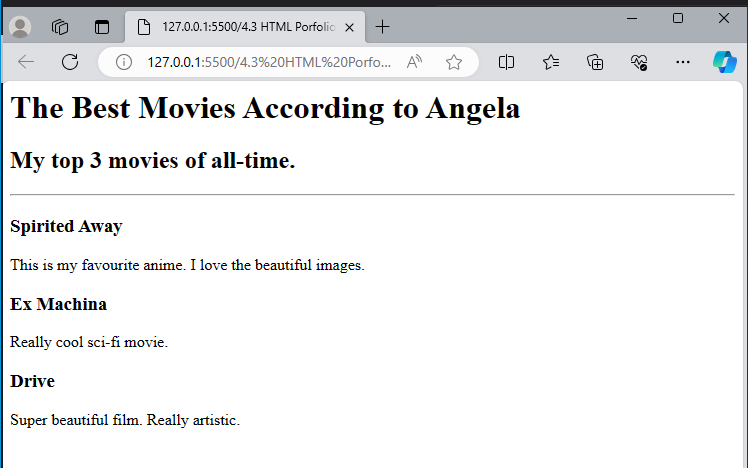 127.0.0.1:5500/4.3 HTML Porfolio
127.0.0.1:5500/4.3%20HTML%20Porfo...
The Best Movies According to Angela
My top 3 movies of all-time.
Spirited Away
This is my favourite anime. I love the beautiful images.
Ex Machina
Really cool sci-fi movie.
Drive
Super beautiful film. Really artistic.